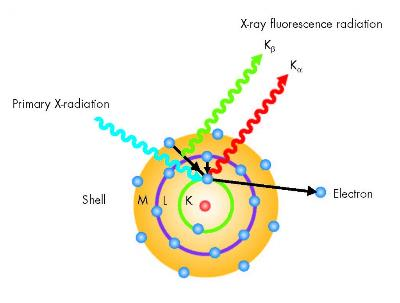 X-ray fluorescence radiation
Kβ
Kα
Primary X-radiation
Shell
M L K
Electron